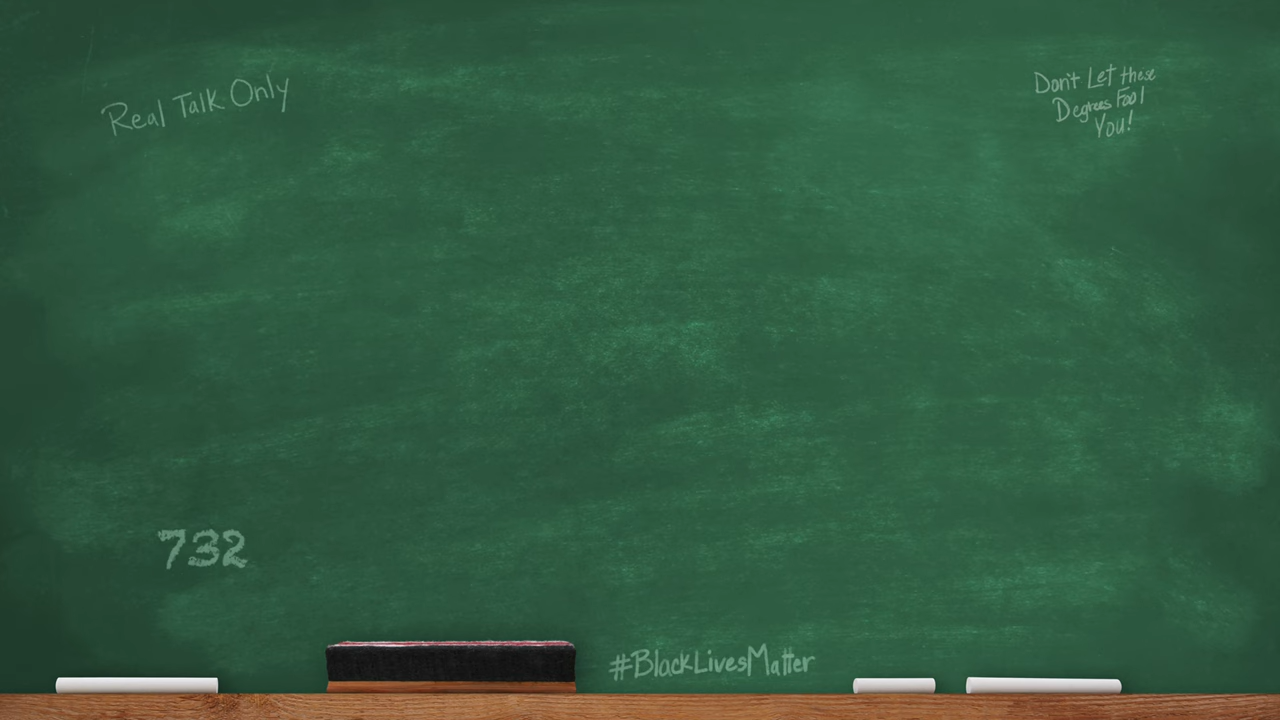 Real Talk Only
Don't Let these
Degrees Fool
You!
732
#BlackLivesMatter